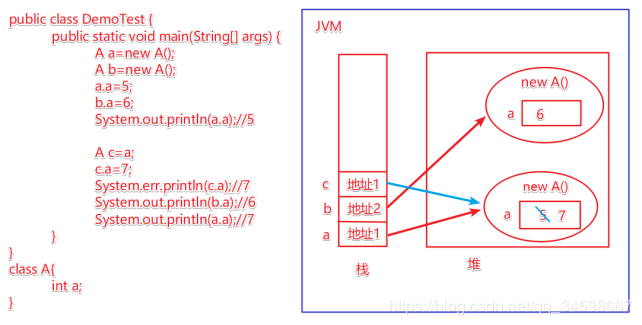 public class DemoTest {
public static void main(String[] args) {
A a=new A();
A b=new A();
a.a=5;
b.a=6;
System.out.println(a.a);//5
A c=a;
c.a=7;
System.err.println(c.a);//7
System.out.println(b.a);//6
System.out.println(a.a);//7
}
}
class A{
int a;
}
JVM
new A()
a 6
c 地址1
b 地址2
a 地址1
new A()
a 5 7
栈
堆
https://blog.csdn.net/qq_34598667